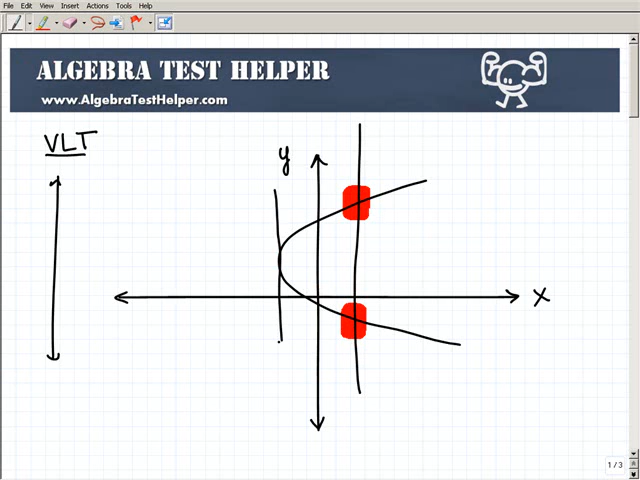 File Edit View Insert Actions Tools Help
ALGEBRA TEST HELPER
www.AlgebraTestHelper.com
VLT
y
x
1 / 3